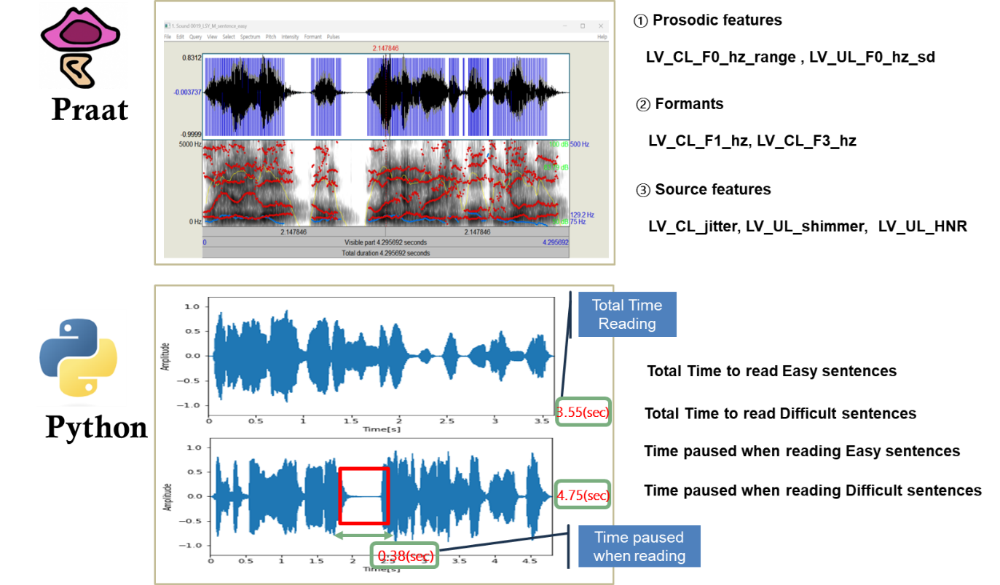 Praat
1. Sound 0019_LSY_M_sentence_easy
File Edit Query View Select Spectrum Pitch Intensity Formant Pulses Help
2.147846
0.8312
-0.003737
-0.9999
5000 Hz
500 Hz
129.2 Hz
0 Hz
75 Hz
2.147846 2.147846
0 Visible part 4.295692 seconds 4.295692
Total duration 4.295692 seconds
① Prosodic features
LV_CL_F0_hz_range , LV_UL_F0_hz_sd
② Formants
LV_CL_F1_hz, LV_CL_F3_hz
③ Source features
LV_CL_jitter, LV_UL_shimmer, LV_UL_HNR
Python
Amplitude
1.0
0.5
0.0
−0.5
−1.0
0 0.5 1 1.5 2 2.5 3 3.5
Time[s]
Total Time
Reading
3.55(sec)
Amplitude
1.0
0.5
0.0
−0.5
−1.0
0 0.5 1 1.5 2 2.5 3.5 4 4.5
Time[s]
4.75(sec)
0.38(sec)
Time paused
when reading
Total Time to read Easy sentences
Total Time to read Difficult sentences
Time paused when reading Easy sentences
Time paused when reading Difficult sentences